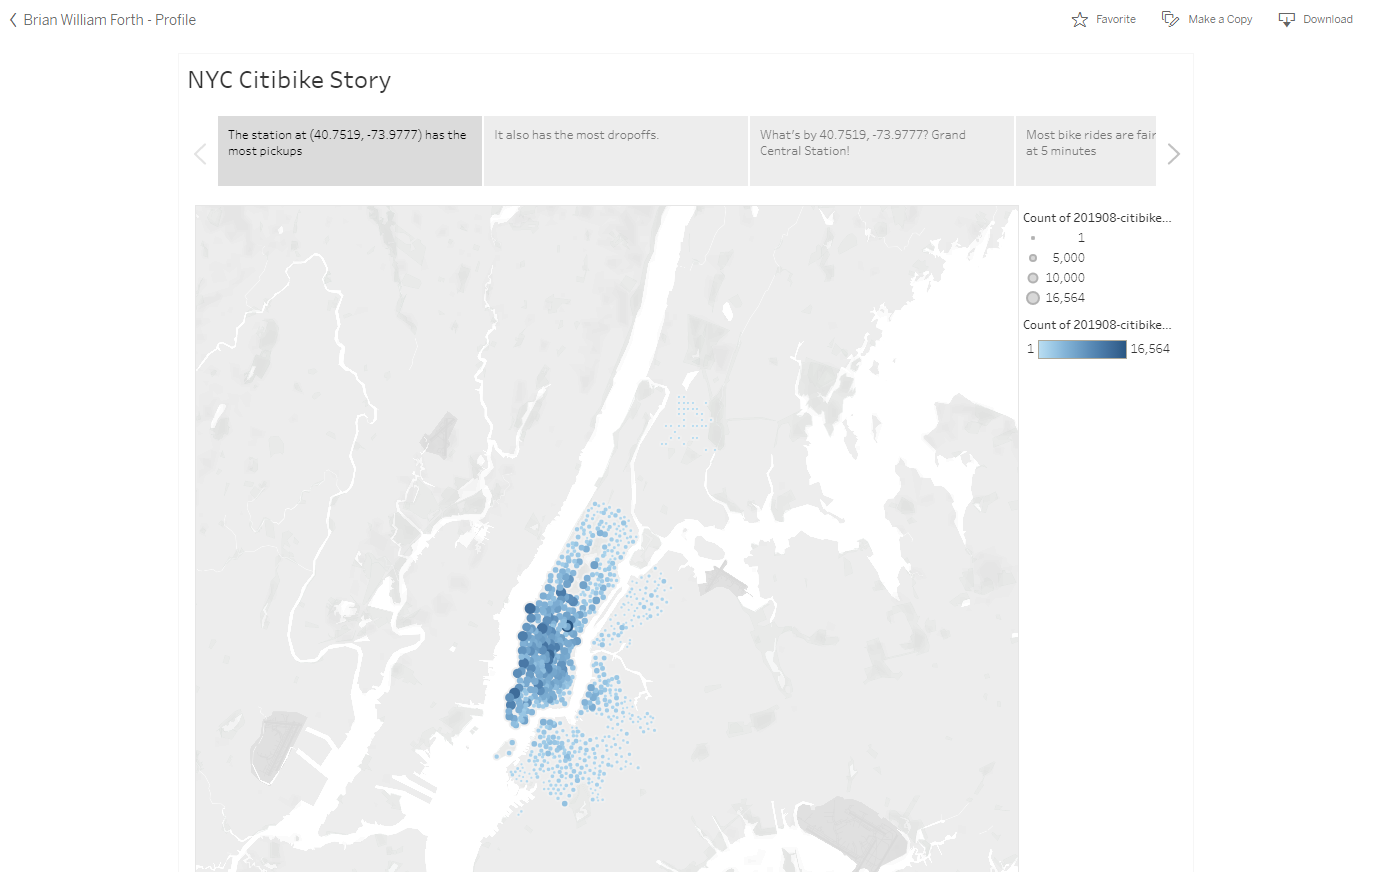 Brian William Forth - Profile
Favorite
Make a Copy
Download
NYC Citibike Story
The station at (40.7519, -73.9777) has the
most pickups
It also has the most dropoffs.
What's by 40.7519, -73.9777? Grand
Central Station!
Most bike rides are fair
at 5 minutes
Count of 201908-citibike...
1
5,000
10,000
16,564
Count of 201908-citibike...
1 16,564